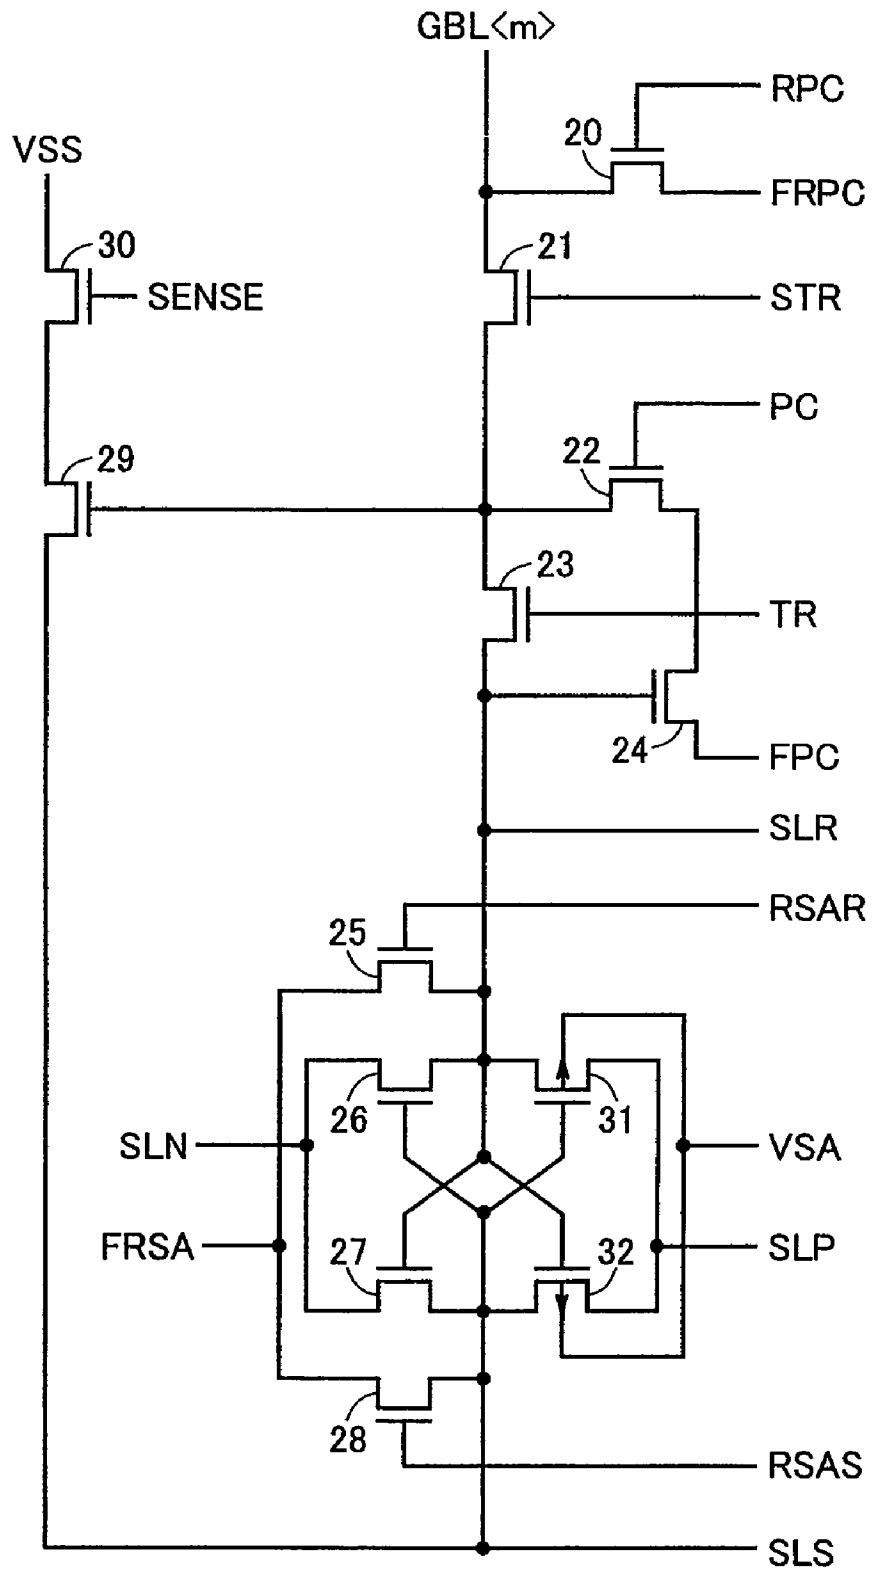 GBL<m>
RPC
20
VSS
FRPC
30
21
SENSE
STR
PC
29
22
23
TR
24
FPC
SLR
RSAR
25
26
31
SLN
VSA
FRSA
27
32
SLP
28
RSAS
SLS